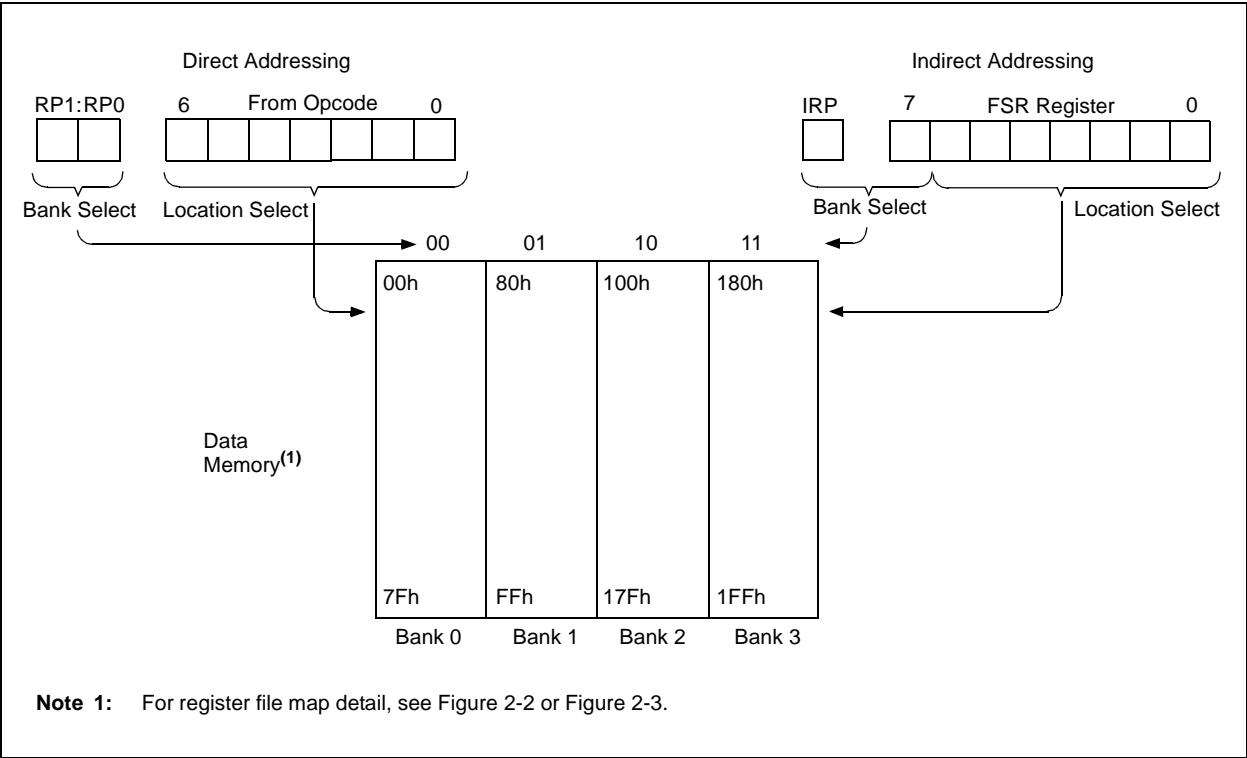 Direct Addressing
Indirect Addressing
RP1:RP0
6
From Opcode
0
IRP
7
FSR Register
0
Bank Select
Location Select
Bank Select
Location Select
00
01
10
11
00h
80h
100h
180h
Data
Memory(1)
7Fh
FFh
17Fh
1FFh
Bank 0
Bank 1
Bank 2
Bank 3
Note 1: For register file map detail, see Figure 2-2 or Figure 2-3.